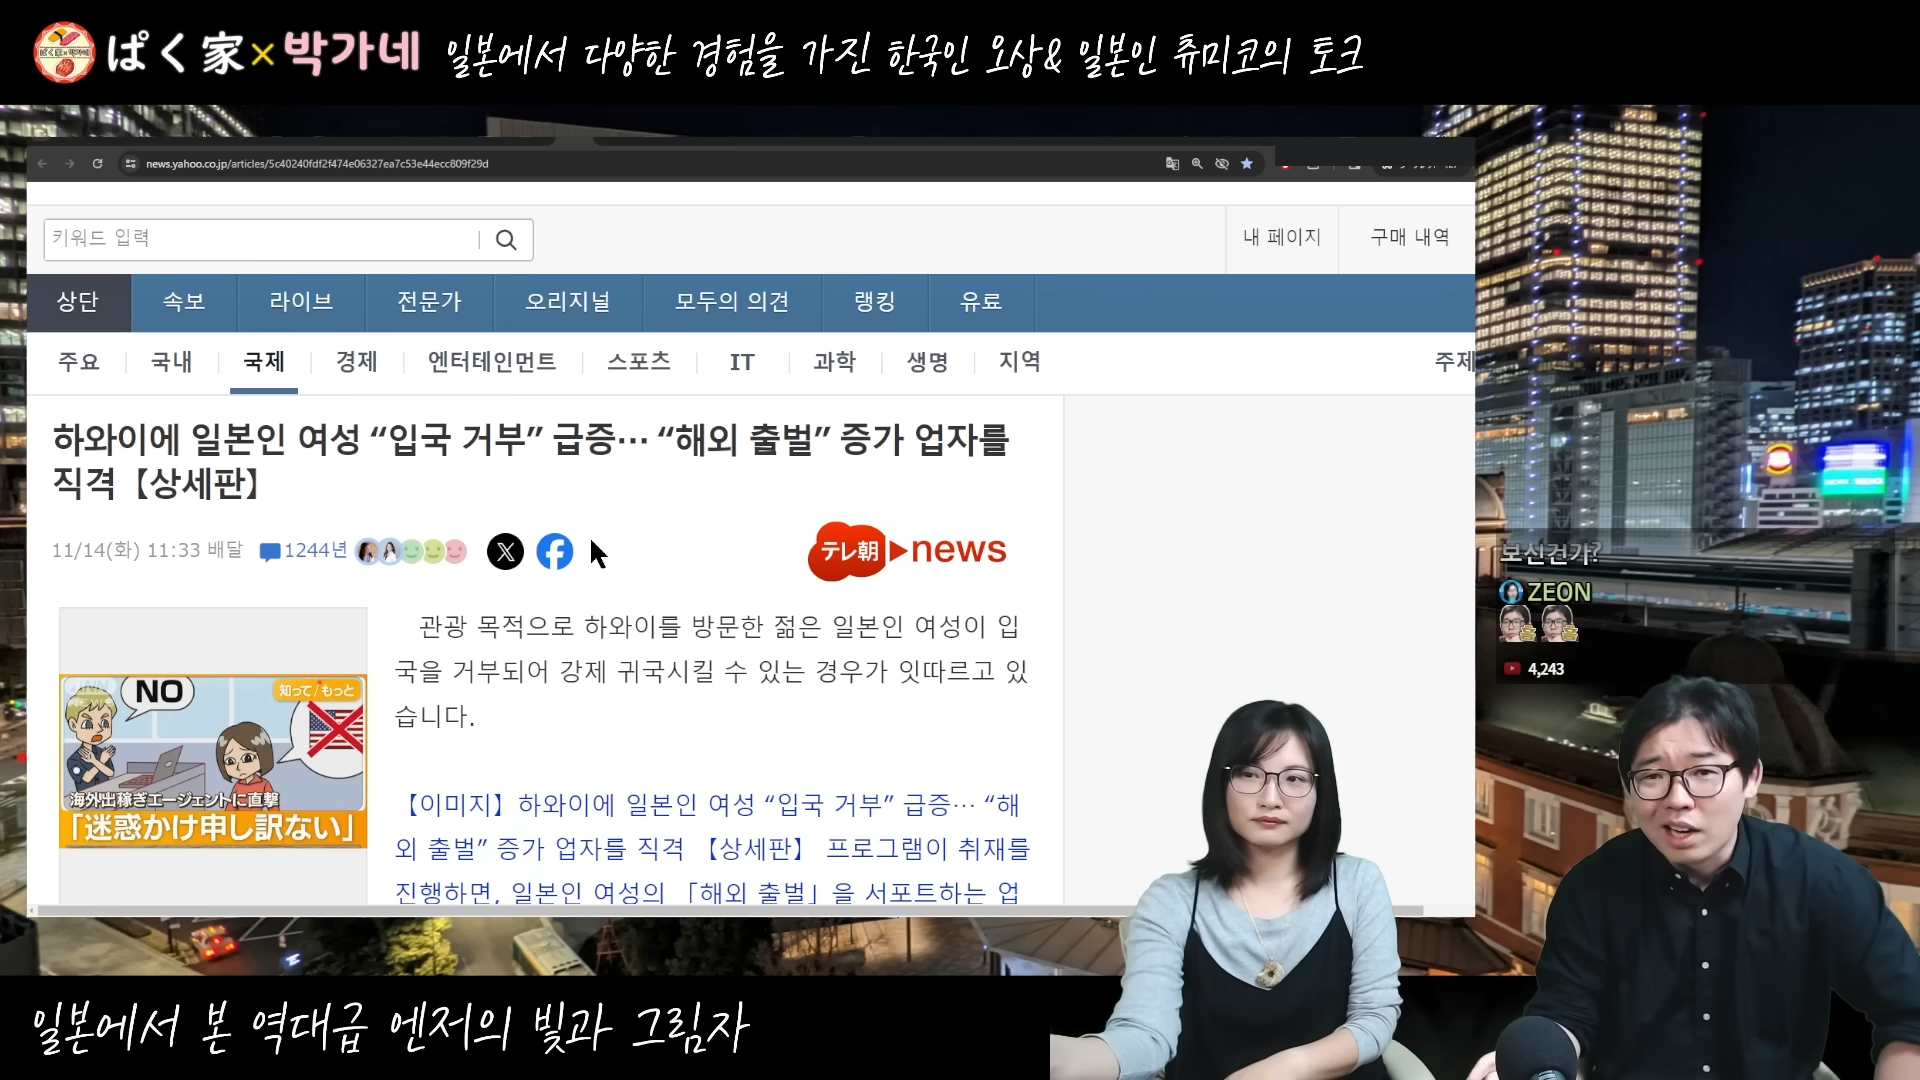 ぱく家×박가네 일본에서 다양한 경험을 가진 한국인 오상& 일본인 츄미코의 토크
news.yahoo.co.jp/articles/5c40240fdf2f474e06327ea7c53e44ecc809f29d
키워드 입력
내 페이지
구매 내역
상단 속보 라이브 전문가 오리지널 모두의 의견 랭킹 유료
주요 국내 국제 경제 엔터테인먼트 스포츠 IT 과학 생명 지역 주제
하와이에 일본인 여성 “입국 거부” 급증… “해외 출벌” 증가 업자를
직격【상세판】
11/14(화) 11:33 배달 1244년
テレ朝 news
관광 목적으로 하와이를 방문한 젊은 일본인 여성이 입
국을 거부되어 강제 귀국시킬 수 있는 경우가 잇따르고 있
습니다.
ANN
NO
知って/もっと
海外出稼ぎエージェントに直撃
「迷惑かけ申し訳ない」
【이미지】하와이에 일본인 여성 “입국 거부” 급증… “해
외 출벌” 증가 업자를 직격 【상세판】 프로그램이 취재를
진행하면, 일본인 여성의 「해외 출벌」을 서포트하는 업
보신건가?
ZEON
4,243
일본에서 본 역대급 엔저의 빛과 그림자